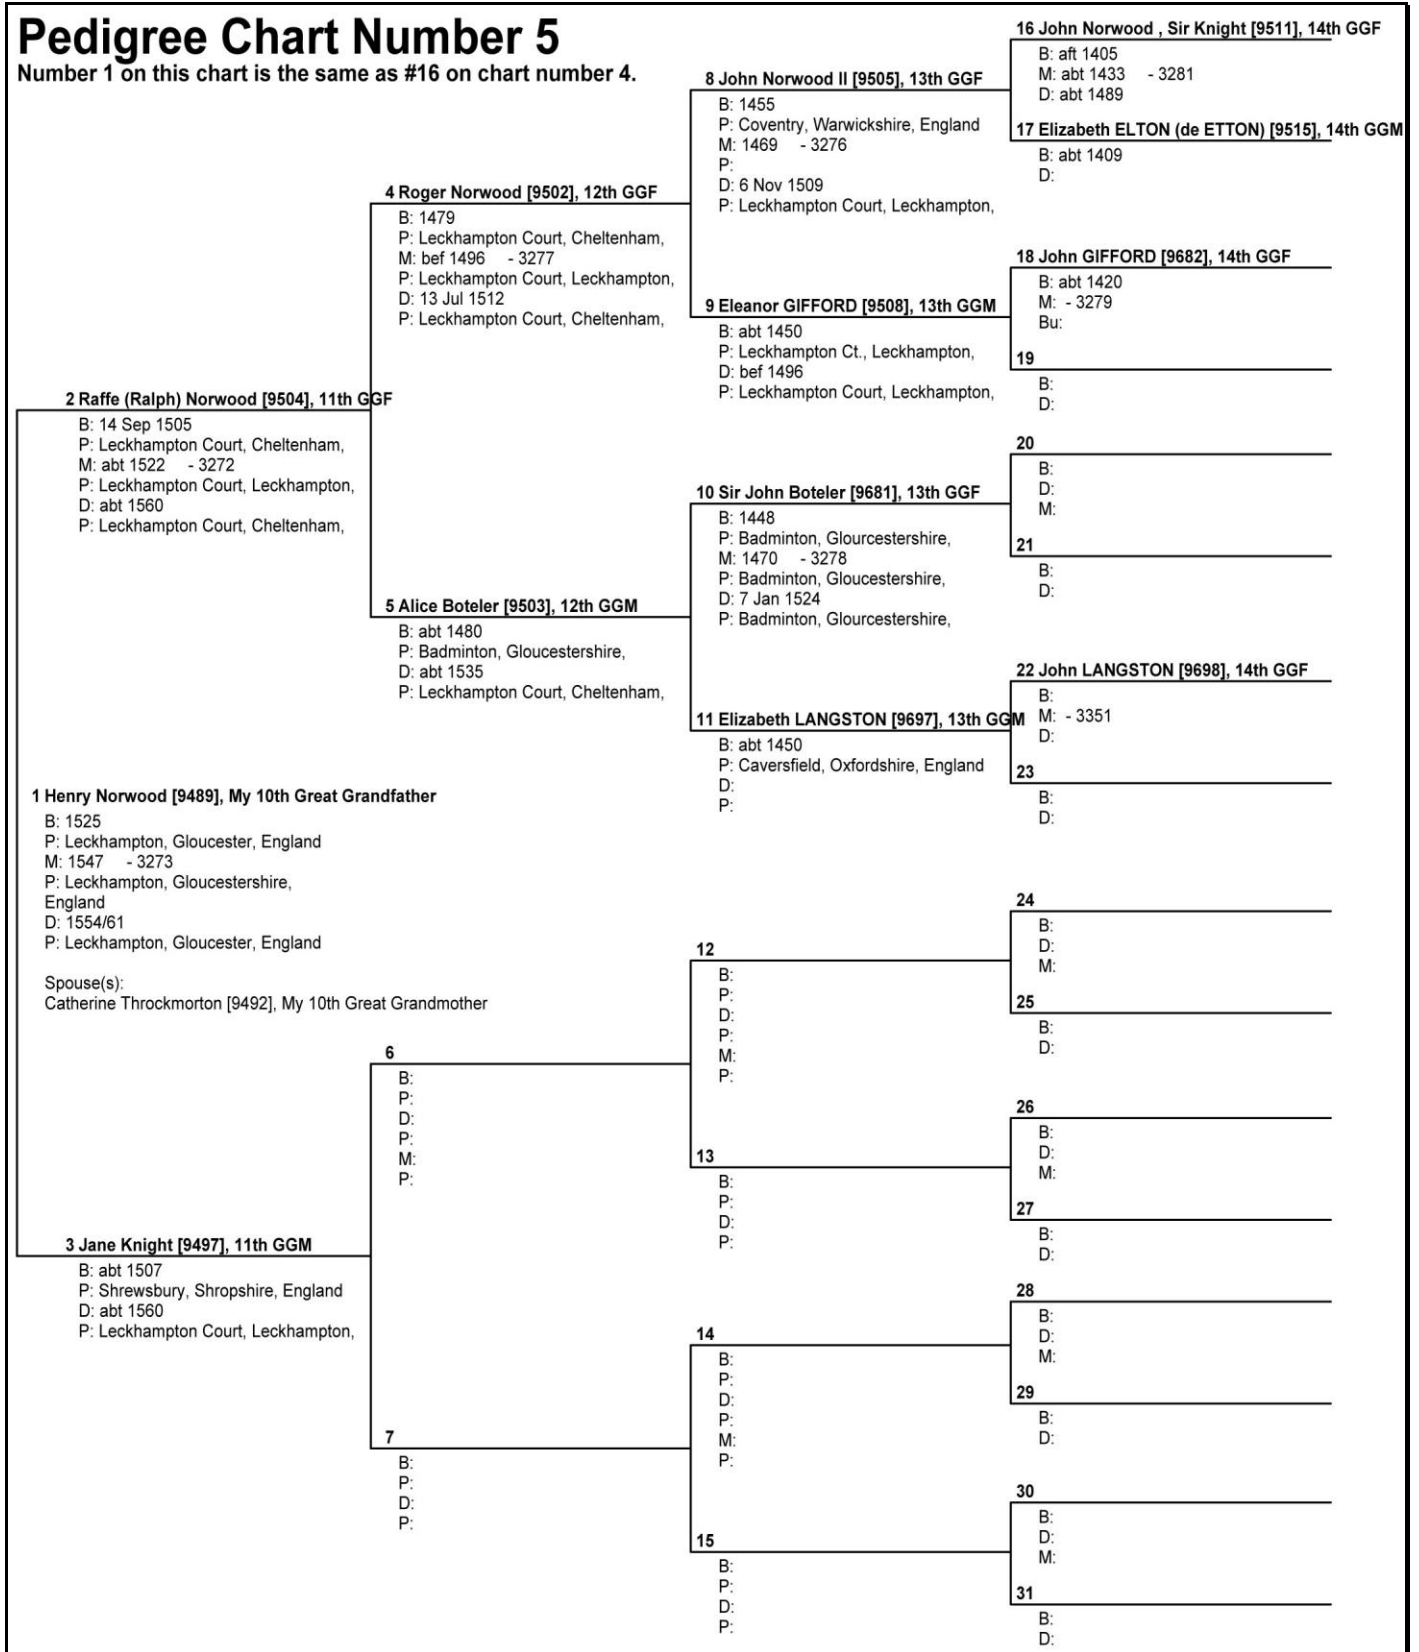 Pedigree Chart Number 5
Number 1 on this chart is the same as #16 on chart number 4.
16 John Norwood , Sir Knight [9511], 14th GGF
B: aft 1405
M: abt 1433 - 3281
D: abt 1489
8 John Norwood II [9505], 13th GGF
B: 1455
P: Coventry, Warwickshire, England
M: 1469 - 3276
P:
D: 6 Nov 1509
P: Leckhampton Court, Leckhampton,
17 Elizabeth ELTON (de ETTON) [9515], 14th GGM
B: abt 1409
D:
4 Roger Norwood [9502], 12th GGF
B: 1479
P: Leckhampton Court, Cheltenham,
M: bef 1496 - 3277
P: Leckhampton Court, Leckhampton,
D: 13 Jul 1512
P: Leckhampton Court, Cheltenham,
18 John GIFFORD [9682], 14th GGF
B: abt 1420
M: - 3279
Bu:
9 Eleanor GIFFORD [9508], 13th GGM
B: abt 1450
P: Leckhampton Ct., Leckhampton,
D: bef 1496
P: Leckhampton Court, Leckhampton,
19
B:
D:
2 Raffe (Ralph) Norwood [9504], 11th GGF
B: 14 Sep 1505
P: Leckhampton Court, Cheltenham,
M: abt 1522 - 3272
P: Leckhampton Court, Leckhampton,
D: abt 1560
P: Leckhampton Court, Cheltenham,
20
B:
D:
M:
10 Sir John Boteler [9681], 13th GGF
B: 1448
P: Badminton, Glourcestershire,
M: 1470 - 3278
P: Badminton, Gloucestershire,
D: 7 Jan 1524
P: Badminton, Glourcestershire,
21
B:
D:
5 Alice Boteler [9503], 12th GGM
B: abt 1480
P: Badminton, Gloucestershire,
D: abt 1535
P: Leckhampton Court, Cheltenham,
22 John LANGSTON [9698], 14th GGF
B:
M: - 3351
D:
11 Elizabeth LANGSTON [9697], 13th GGM
B: abt 1450
P: Caversfield, Oxfordshire, England
D:
P:
23
B:
D:
1 Henry Norwood [9489], My 10th Great Grandfather
B: 1525
P: Leckhampton, Gloucester, England
M: 1547 - 3273
P: Leckhampton, Gloucestershire,
England
D: 1554/61
P: Leckhampton, Gloucester, England
Spouse(s):
Catherine Throckmorton [9492], My 10th Great Grandmother
24
B:
D:
M:
12
B:
P:
D:
P:
M:
P:
25
B:
D:
6
B:
P:
D:
P:
M:
P:
26
B:
D:
M:
13
B:
P:
D:
P:
27
B:
D:
3 Jane Knight [9497], 11th GGM
B: abt 1507
P: Shrewsbury, Shropshire, England
D: abt 1560
P: Leckhampton Court, Leckhampton,
28
B:
D:
M:
14
B:
P:
D:
P:
M:
P:
29
B:
D:
7
B:
P:
D:
P:
30
B:
D:
M:
15
B:
P:
D:
P:
31
B:
D: